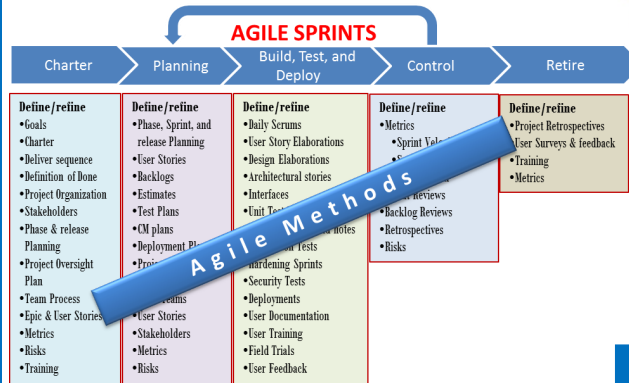 AGILE SPRINTS
Charter
Planning
Build, Test, and
Deploy
Control
Retire
Define/refine
•Goals
•Charter
•Deliver sequence
•Definition of Done
•Project Organization
•Stakeholders
•Phase & release
Planning
•Project Oversight
Plan
•Team Process
•Epic & User Stories
•Metrics
•Risks
•Training
Define/refine
•Phase, Sprint, and
release Planning
•User Stories
•Backlogs
•Estimates
•Test Plans
•CM plans
•Deployment
•User Stories
•Stakeholders
•Metrics
•Risks
Define/refine
•Daily Scrums
•User Story Elaborations
•Design Elaborations
•Architectural stories
•Interfaces
•Unit
Tests
•Hardening Sprints
•Security Tests
•Deployments
•User Documentation
•User Training
•Field Trials
•User Feedback
Define/refine
•Metrics
•Sprint
Reviews
•Backlog Reviews
•Retrospectives
•Risks
Define/refine
•Project Retrospectives
•User Surveys & feedback
•Training
•Metrics
Agile Methods